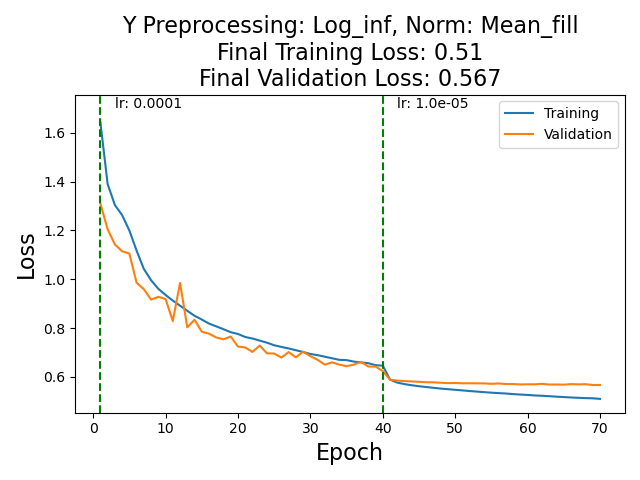 Y Preprocessing: Log_inf, Norm: Mean_fill
Final Training Loss: 0.51
Final Validation Loss: 0.567
lr: 0.0001
lr: 1.0e-05
Training
Validation
1.6
1.4
1.2
1.0
0.8
0.6
Loss
0
10
20
30
40
50
60
70
Epoch